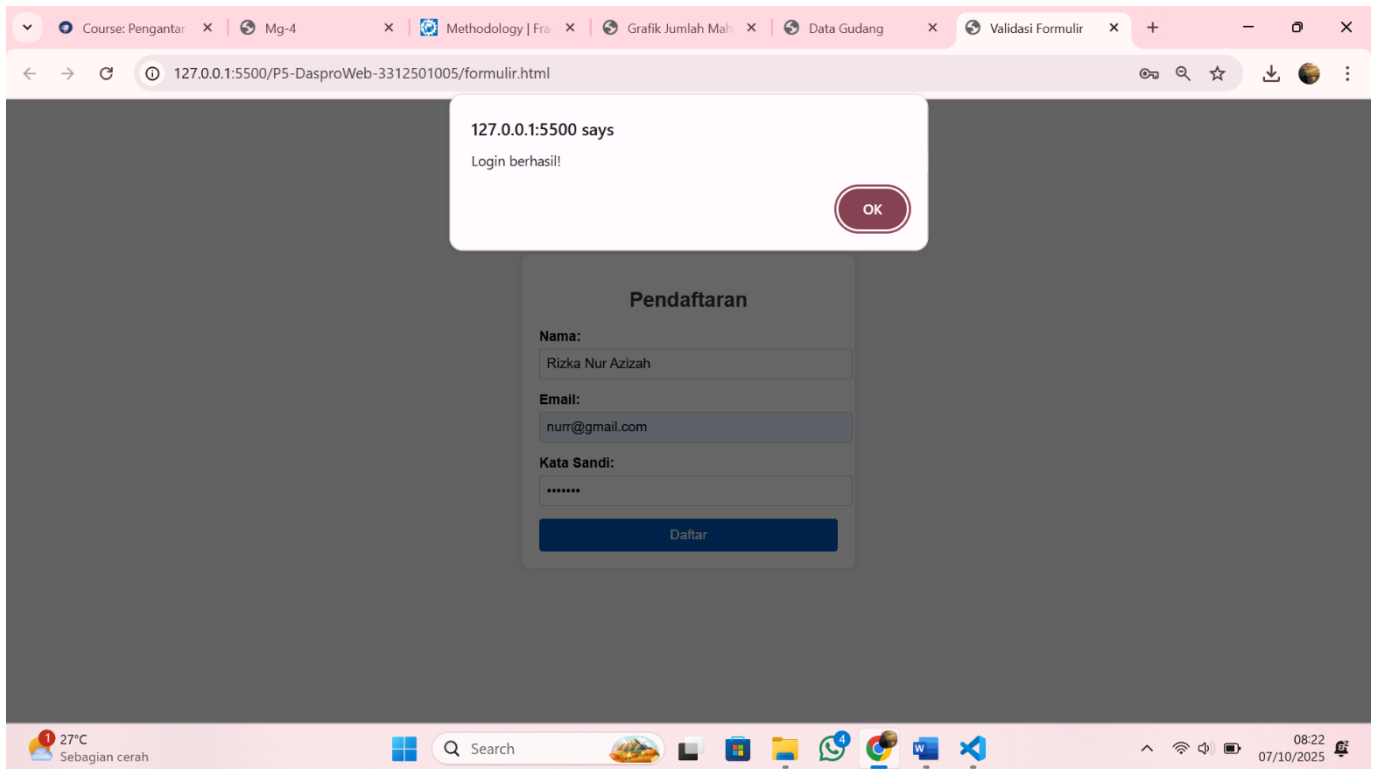 Course: Pengantar
Mg-4
Methodology | Fra
Grafik Jumlah Mah
Data Gudang
Validasi Formulir
127.0.0.1:5500/P5-DasproWeb-3312501005/formulir.html
127.0.0.1:5500 says
Login berhasil!
OK
Pendaftaran
Nama:
Rizka Nur Azizah
Email:
nurr@gmail.com
Kata Sandi:
•••••••
Daftar
1
27°C
Sebagian cerah
Search
4
08:22
07/10/2025